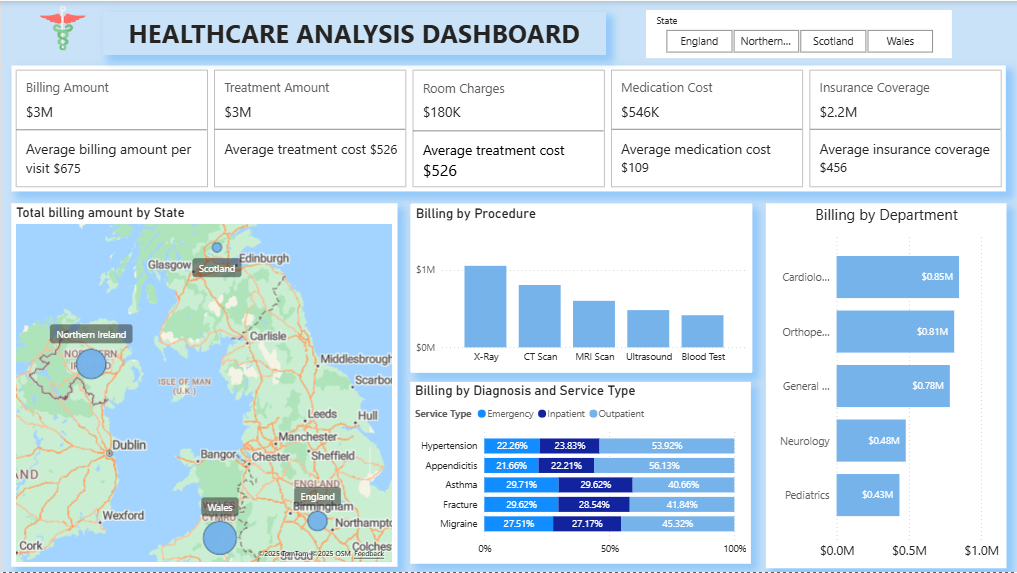 HEALTHCARE ANALYSIS DASHBOARD
State
England
Northern...
Scotland
Wales
Billing Amount
$3M
Average billing amount per
visit $675
Treatment Amount
$3M
Average treatment cost $526
Room Charges
$180K
Average treatment cost
$526
Medication Cost
$546K
Average medication cost
$109
Insurance Coverage
$2.2M
Average insurance coverage
$456
Total billing amount by State
Glasgow
Edinburgh
Scotland
Northern Ireland
Carlisle
Middlesbrough
ISLE OF MAN
(U.K.)
Scarbo
Leeds
Hull
Manchester
Dublin
Bangor
Chester
Sheffield
ENGLAND
England
Birmingham
Wales
CYMRU
Northampto
Wexford
Cork
Colches
©2025 TomTom, ©2025 OSM Feedback
Billing by Procedure
$1M
$0M
X-Ray
CT Scan
MRI Scan
Ultrasound
Blood Test
Billing by Diagnosis and Service Type
Service Type Emergency Inpatient Outpatient
Hypertension 22.26% 23.83% 53.92%
Appendicitis 21.66% 22.21% 56.13%
Asthma 29.71% 29.62% 40.66%
Fracture 29.62% 28.54% 41.84%
Migraine 27.51% 27.17% 45.32%
0% 50% 100%
Billing by Department
Cardiolo... $0.85M
Orthope... $0.81M
General ... $0.78M
Neurology $0.48M
Pediatrics $0.43M
$0.0M $0.5M $1.0M